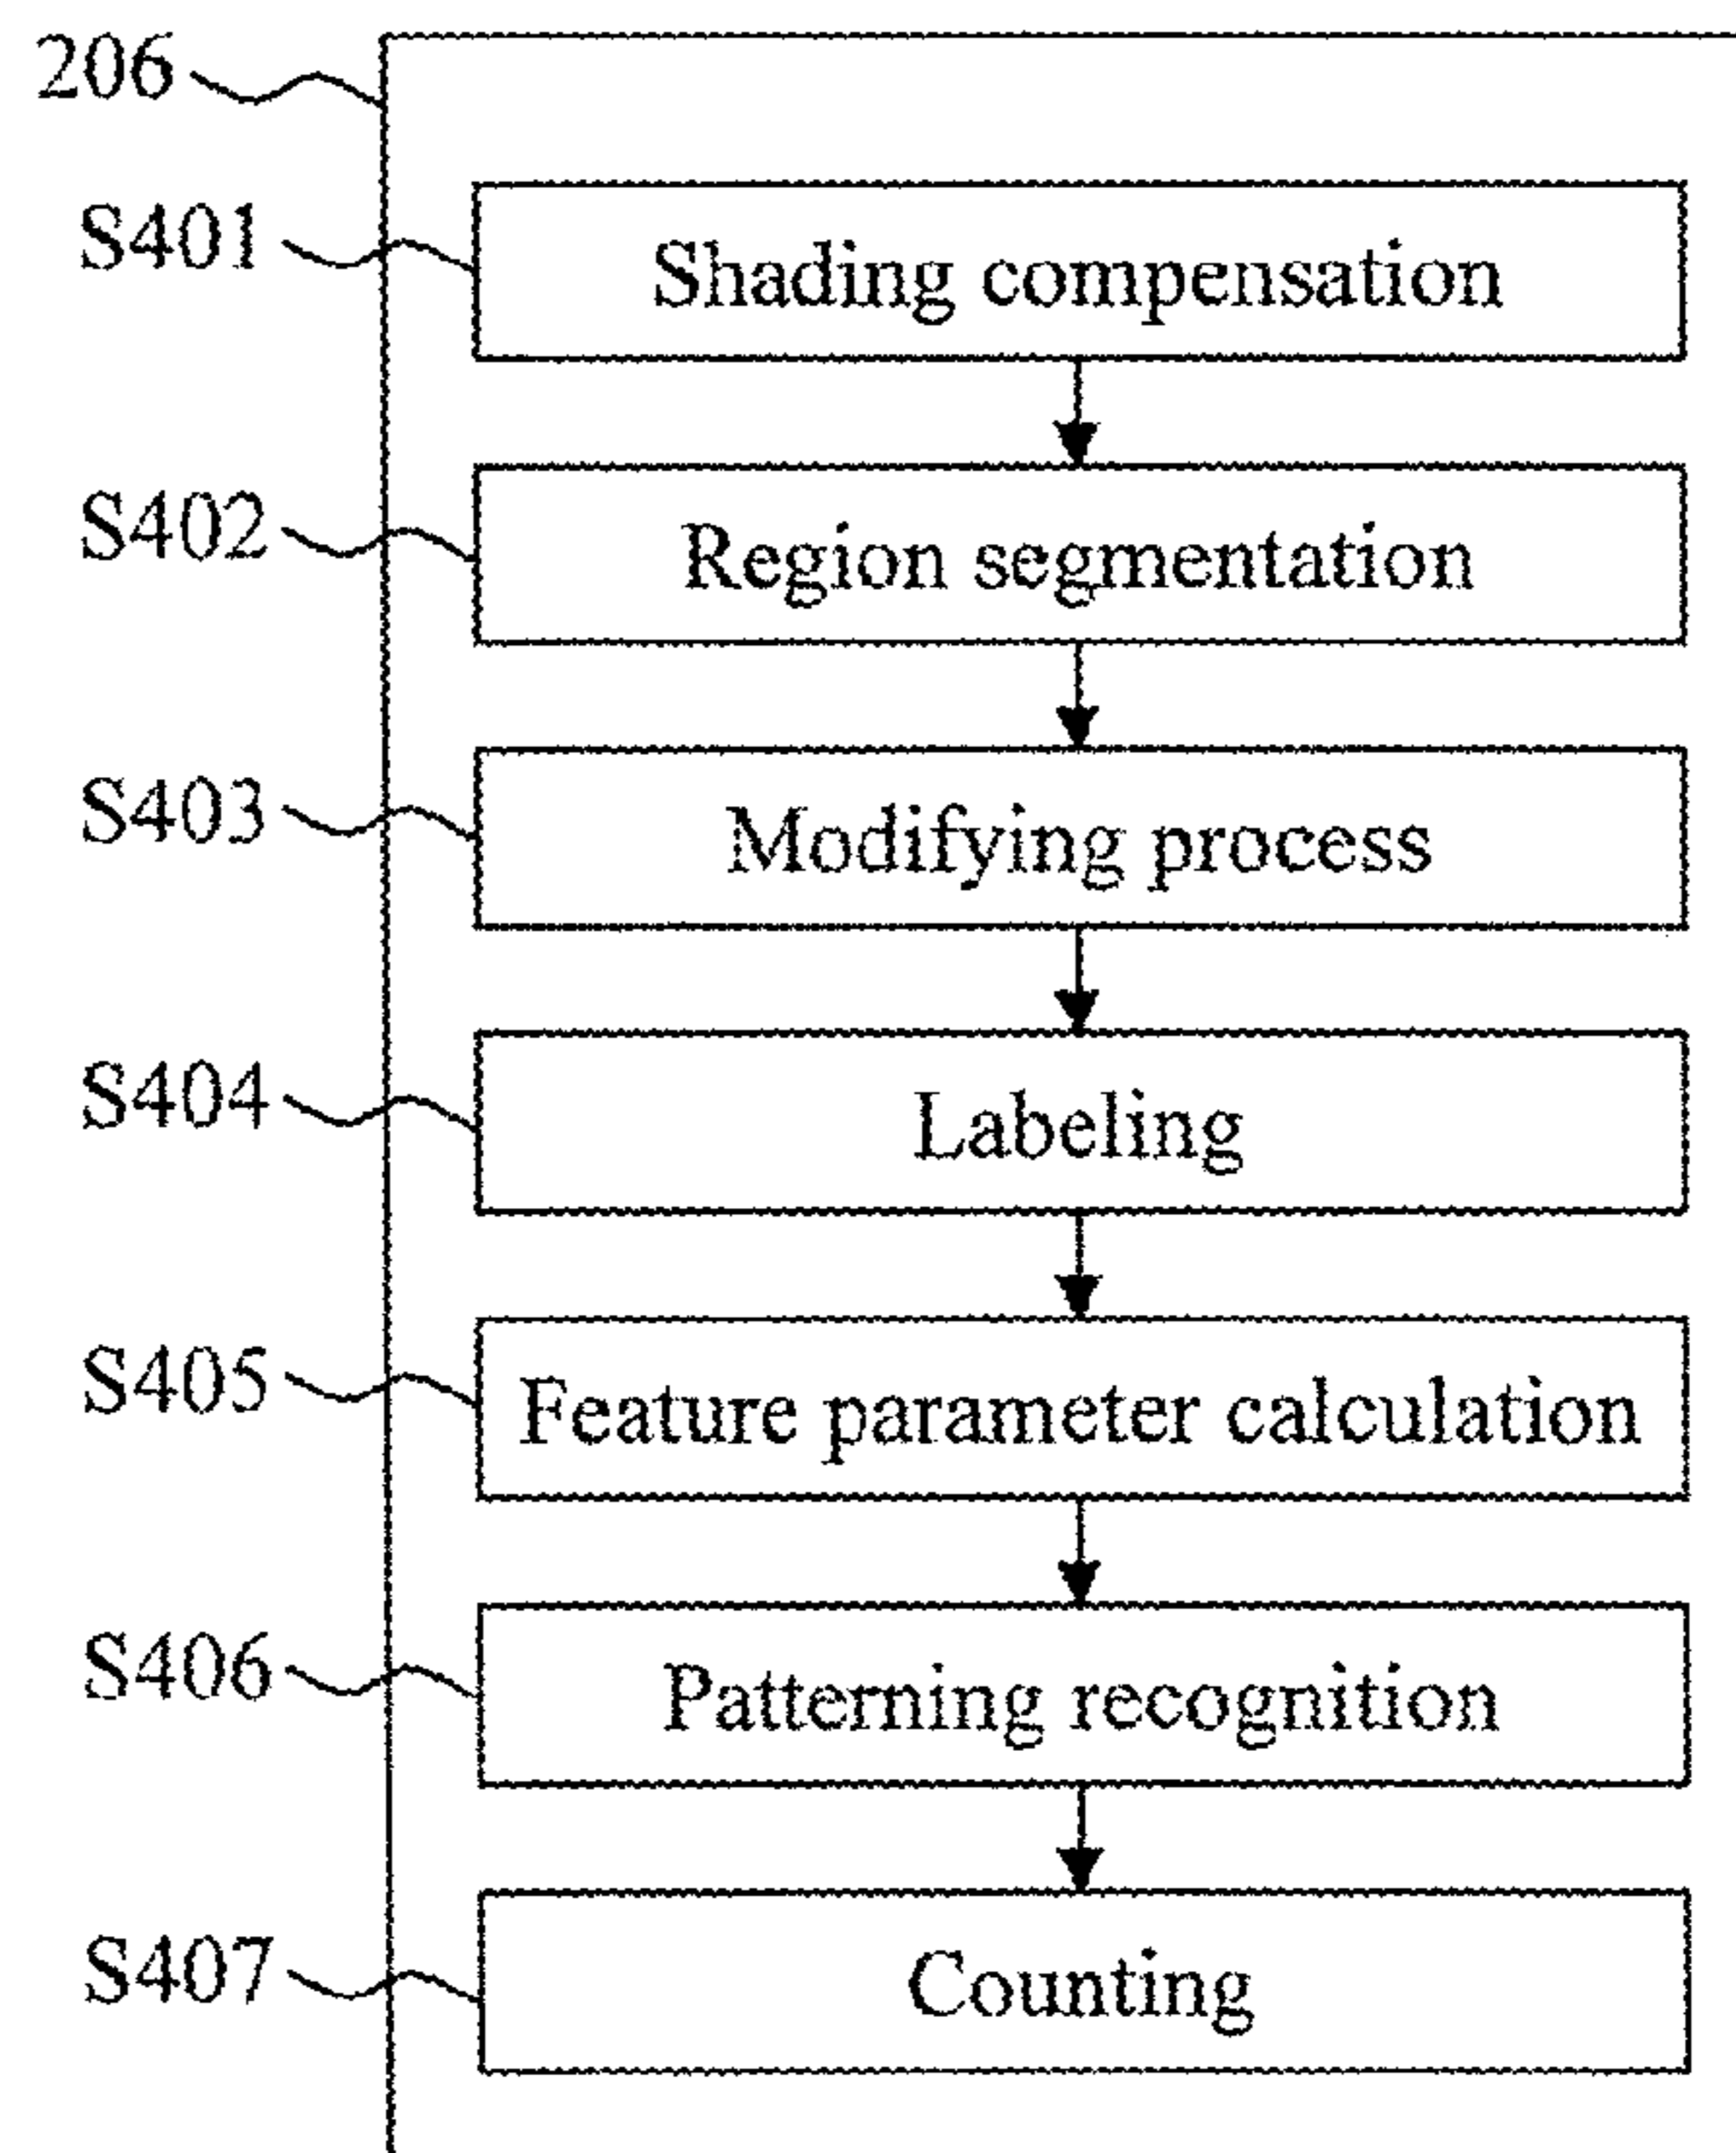 206
S401 Shading compensation
S402 Region segmentation
S403 Modifying process
S404 Labeling
S405 Feature parameter calculation
S406 Patterning recognition
S407 Counting